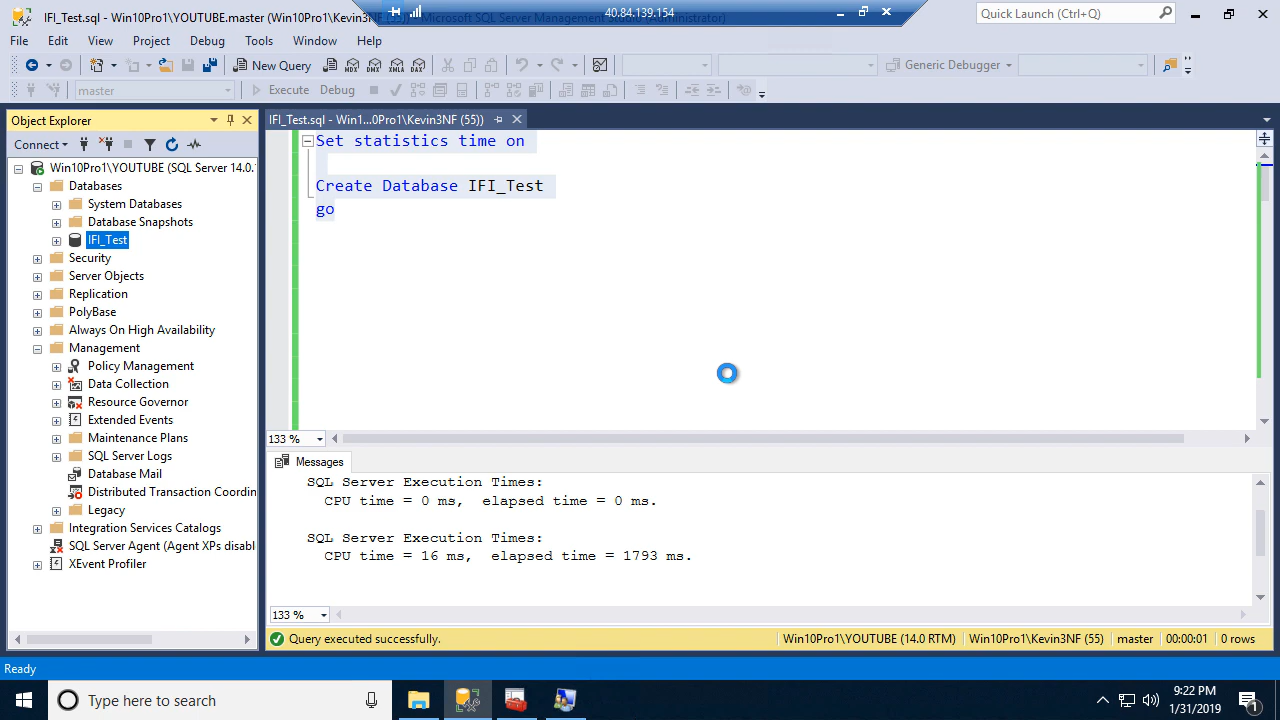 IFI_Test.sql - Win10Pro1\YOUTUBE.master (Win10Pro1\Kevin3NF (55))
40.84.139.154
Quick Launch (Ctrl+Q)
File Edit View Project Debug Tools Window Help
New Query
MDX DMX XMLA DAX
Generic Debugger
master
Execute Debug
Object Explorer
IFI_Test.sql - Win1...0Pro1\Kevin3NF (55))
Connect
Set statistics time on
Create Database IFI_Test
go
Win10Pro1\YOUTUBE (SQL Server 14.0.
Databases
System Databases
Database Snapshots
IFI_Test
Security
Server Objects
Replication
PolyBase
Always On High Availability
Management
Policy Management
Data Collection
Resource Governor
Extended Events
Maintenance Plans
SQL Server Logs
Database Mail
Distributed Transaction Coordin
Legacy
Integration Services Catalogs
SQL Server Agent (Agent XPs disabl
XEvent Profiler
133 %
Messages
SQL Server Execution Times:
CPU time = 0 ms, elapsed time = 0 ms.
SQL Server Execution Times:
CPU time = 16 ms, elapsed time = 1793 ms.
133 %
Query executed successfully.
Win10Pro1\YOUTUBE (14.0 RTM) Win10Pro1\Kevin3NF (55) master 00:00:01 0 rows
Ready
Type here to search
9:22 PM
1/31/2019
1